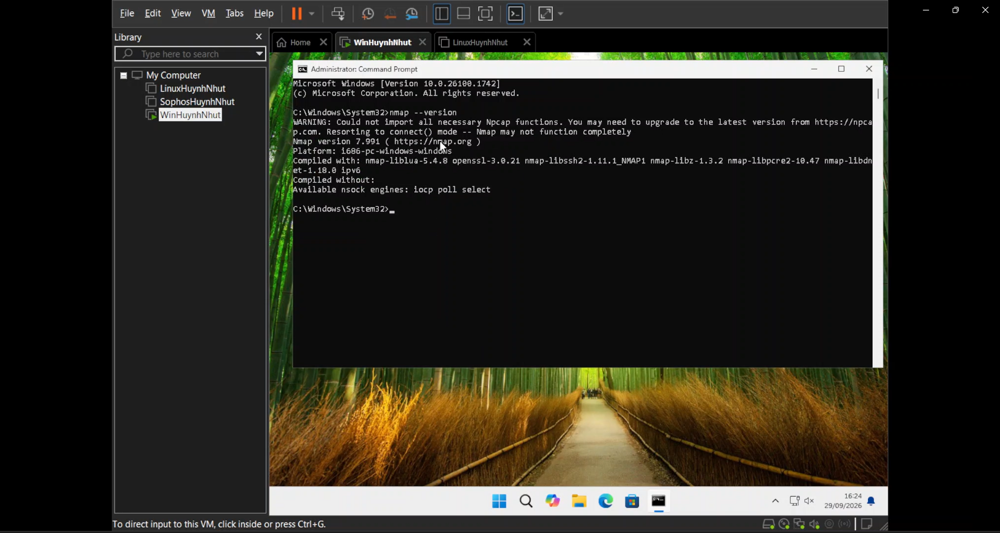 File Edit View VM Tabs Help
Library
Type here to search
My Computer
LinuxHuynhNhut
SophosHuynhNhut
WinHuynhNhut
Home
WinHuynhNhut
LinuxHuynhNhut
Administrator: Command Prompt
Microsoft Windows [Version 10.0.26100.1742]
(c) Microsoft Corporation. All rights reserved.
C:\Windows\System32>nmap --version
WARNING: Could not import all necessary Npcap functions. You may need to upgrade to the latest version from https://npca
p.com. Resorting to connect() mode -- Nmap may not function completely
Nmap version 7.991 ( https://nmap.org )
Platform: i686-pc-windows-windows
Compiled with: nmap-liblua-5.4.8 openssl-3.0.21 nmap-libssh2-1.11.1_NMAP1 nmap-libz-1.3.2 nmap-libpcre2-10.47 nmap-libdn
et-1.18.0 ipv6
Compiled without:
Available nsock engines: iocp poll select
C:\Windows\System32>
16:24
29/09/2026
To direct input to this VM, click inside or press Ctrl+G.